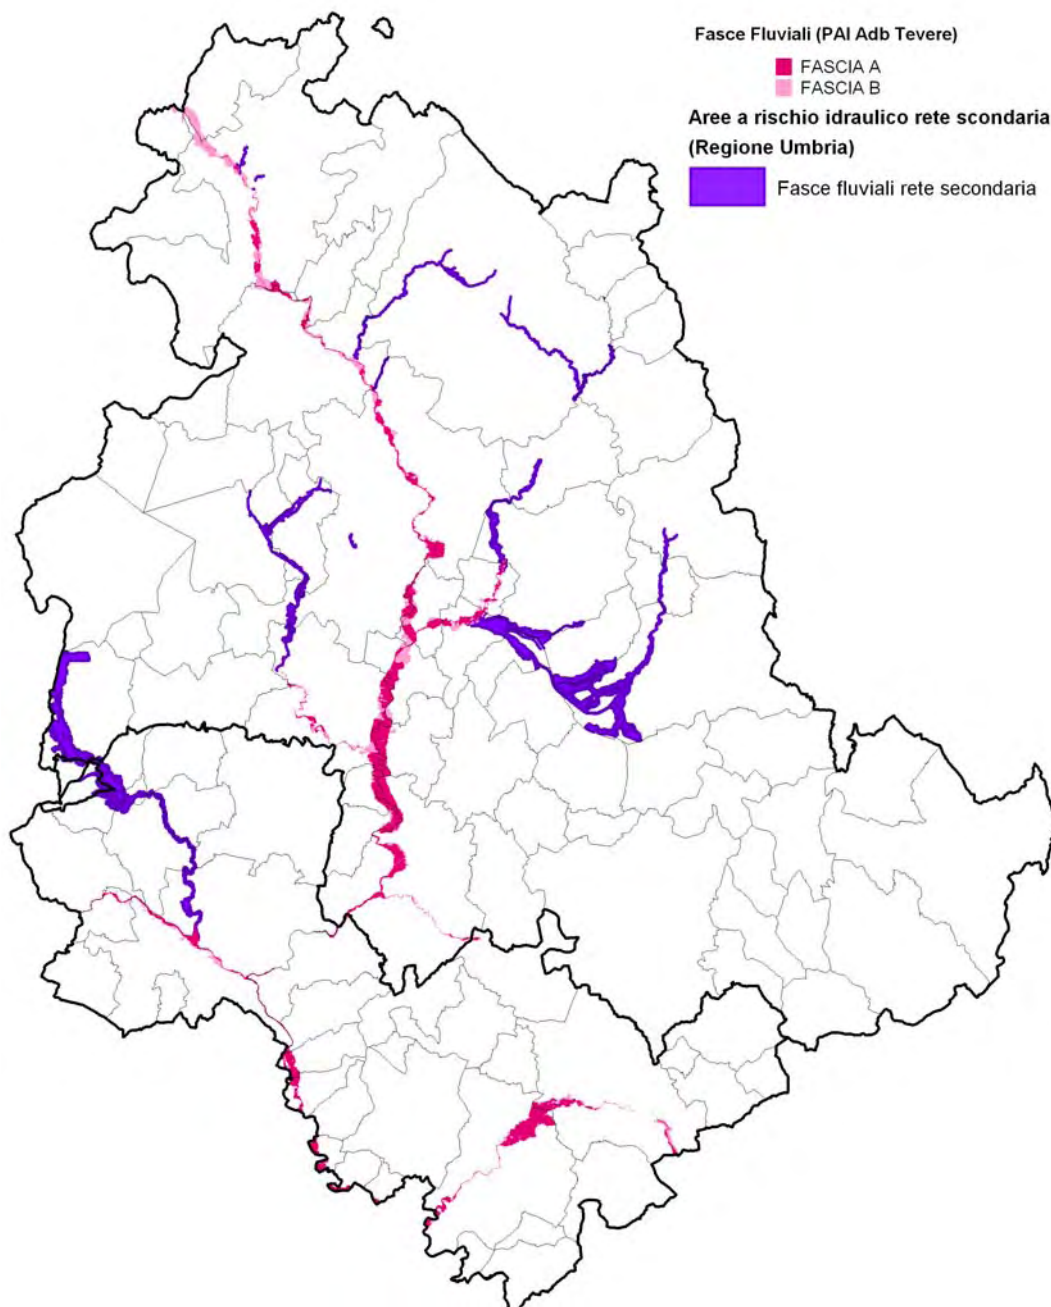 Fasce Fluviali (PAI Adb Tevere)
FASCIA A
FASCIA B
Aree a rischio idraulico rete scondaria
(Regione Umbria)
Fasce fluviali rete secondaria